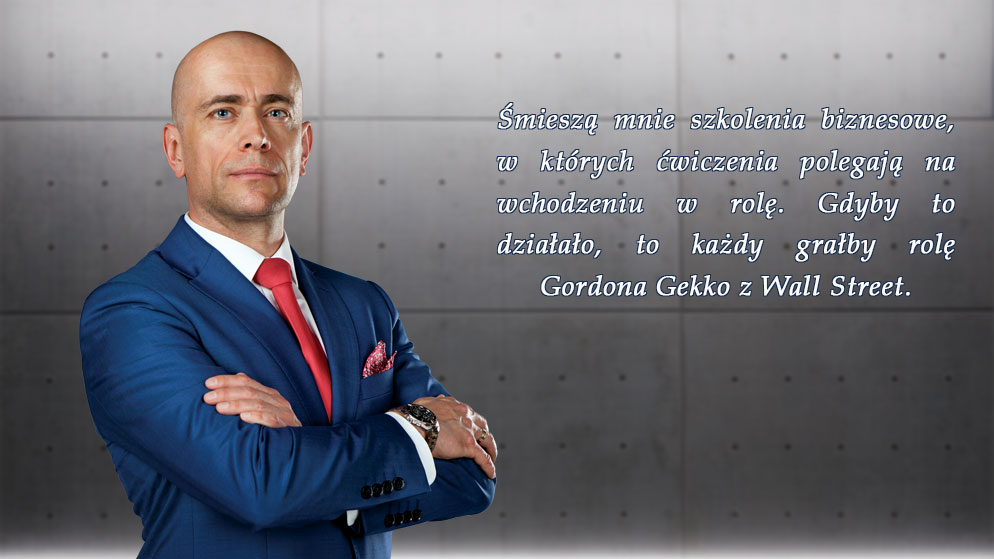 Śmieszą mnie szkolenia biznesowe,
w których ćwiczenia polegają na
wchodzeniu w rolę. Gdyby to
działało, to każdy grałby rolę
Gordona Gekko z Wall Street.